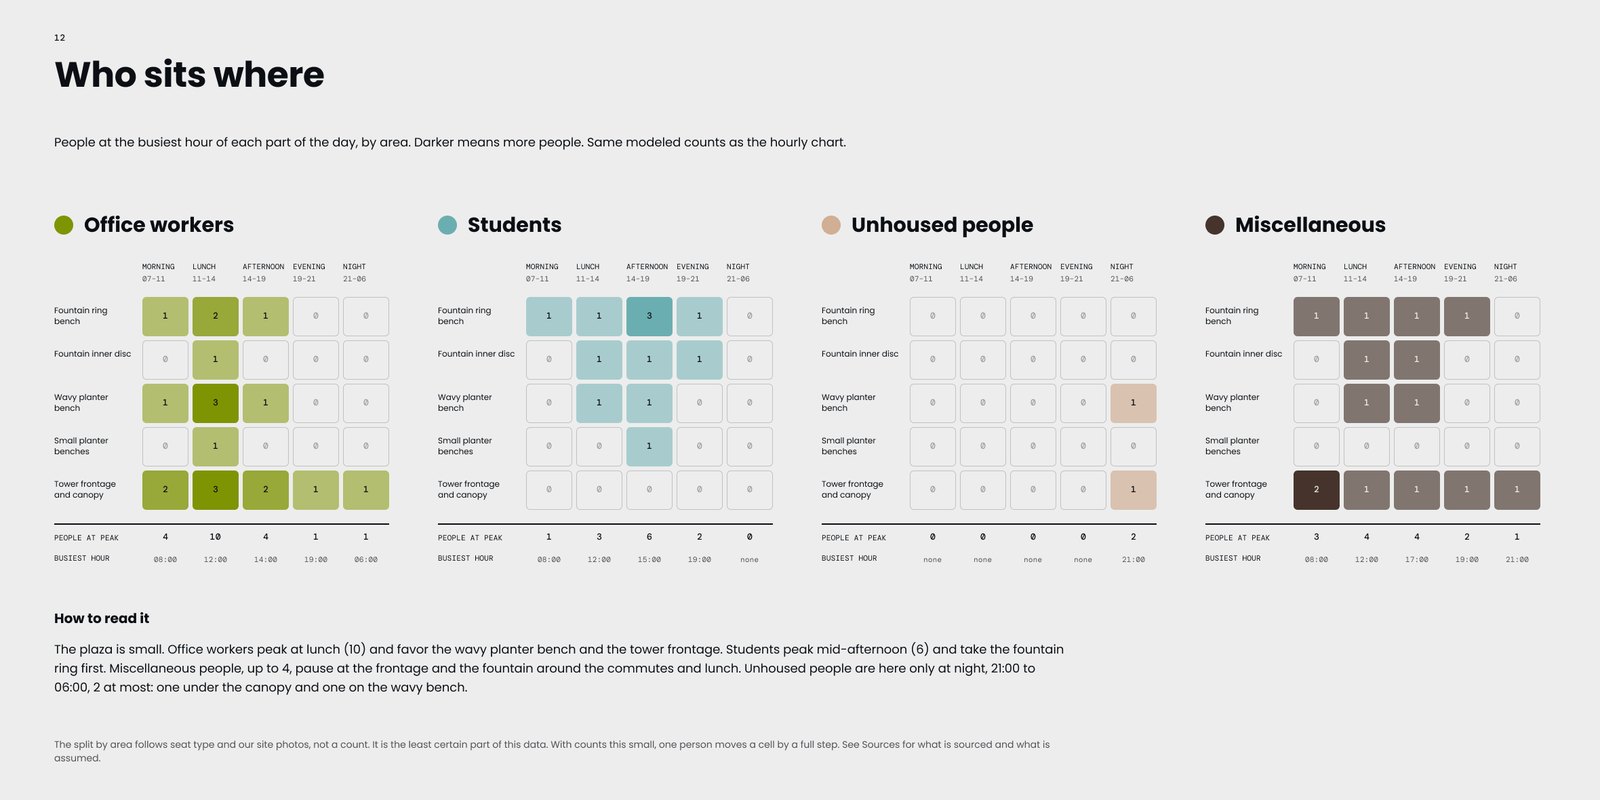 12
Who sits where
People at the busiest hour of each part of the day, by area. Darker means more people. Same modeled counts as the hourly chart.
Office workers
MORNING LUNCH AFTERNOON EVENING NIGHT
07–11 11–14 14–19 19–21 21–06
Fountain ring
bench
1 2 1 0 0
Fountain inner disc
0 1 0 0 0
Wavy planter
bench
1 3 1 0 0
Small planter
benches
0 1 0 0 0
Tower frontage
and canopy
2 3 2 1 1
PEOPLE AT PEAK 4 10 4 1 1
BUSIEST HOUR 08:00 12:00 14:00 19:00 06:00
Students
MORNING LUNCH AFTERNOON EVENING NIGHT
07–11 11–14 14–19 19–21 21–06
Fountain ring
bench
1 1 3 1 0
Fountain inner disc
0 1 1 1 0
Wavy planter
bench
0 1 1 0 0
Small planter
benches
0 0 1 0 0
Tower frontage
and canopy
0 0 0 0 0
PEOPLE AT PEAK 1 3 6 2 0
BUSIEST HOUR 08:00 12:00 15:00 19:00 none
Unhoused people
MORNING LUNCH AFTERNOON EVENING NIGHT
07–11 11–14 14–19 19–21 21–06
Fountain ring
bench
0 0 0 0 0
Fountain inner disc
0 0 0 0 0
Wavy planter
bench
0 0 0 0 1
Small planter
benches
0 0 0 0 0
Tower frontage
and canopy
0 0 0 0 1
PEOPLE AT PEAK 0 0 0 0 2
BUSIEST HOUR none none none none 21:00
Miscellaneous
MORNING LUNCH AFTERNOON EVENING NIGHT
07–11 11–14 14–19 19–21 21–06
Fountain ring
bench
1 1 1 1 0
Fountain inner disc
0 1 1 0 0
Wavy planter
bench
0 1 1 0 0
Small planter
benches
0 0 0 0 0
Tower frontage
and canopy
2 1 1 1 1
PEOPLE AT PEAK 3 4 4 2 1
BUSIEST HOUR 08:00 12:00 17:00 19:00 21:00
How to read it
The plaza is small. Office workers peak at lunch (10) and favor the wavy planter bench and the tower frontage. Students peak mid-afternoon (6) and take the fountain
ring first. Miscellaneous people, up to 4, pause at the frontage and the fountain around the commutes and lunch. Unhoused people are here only at night, 21:00 to
06:00, 2 at most: one under the canopy and one on the wavy bench.
The split by area follows seat type and our site photos, not a count. It is the least certain part of this data. With counts this small, one person moves a cell by a full step. See Sources for what is sourced and what is
assumed.